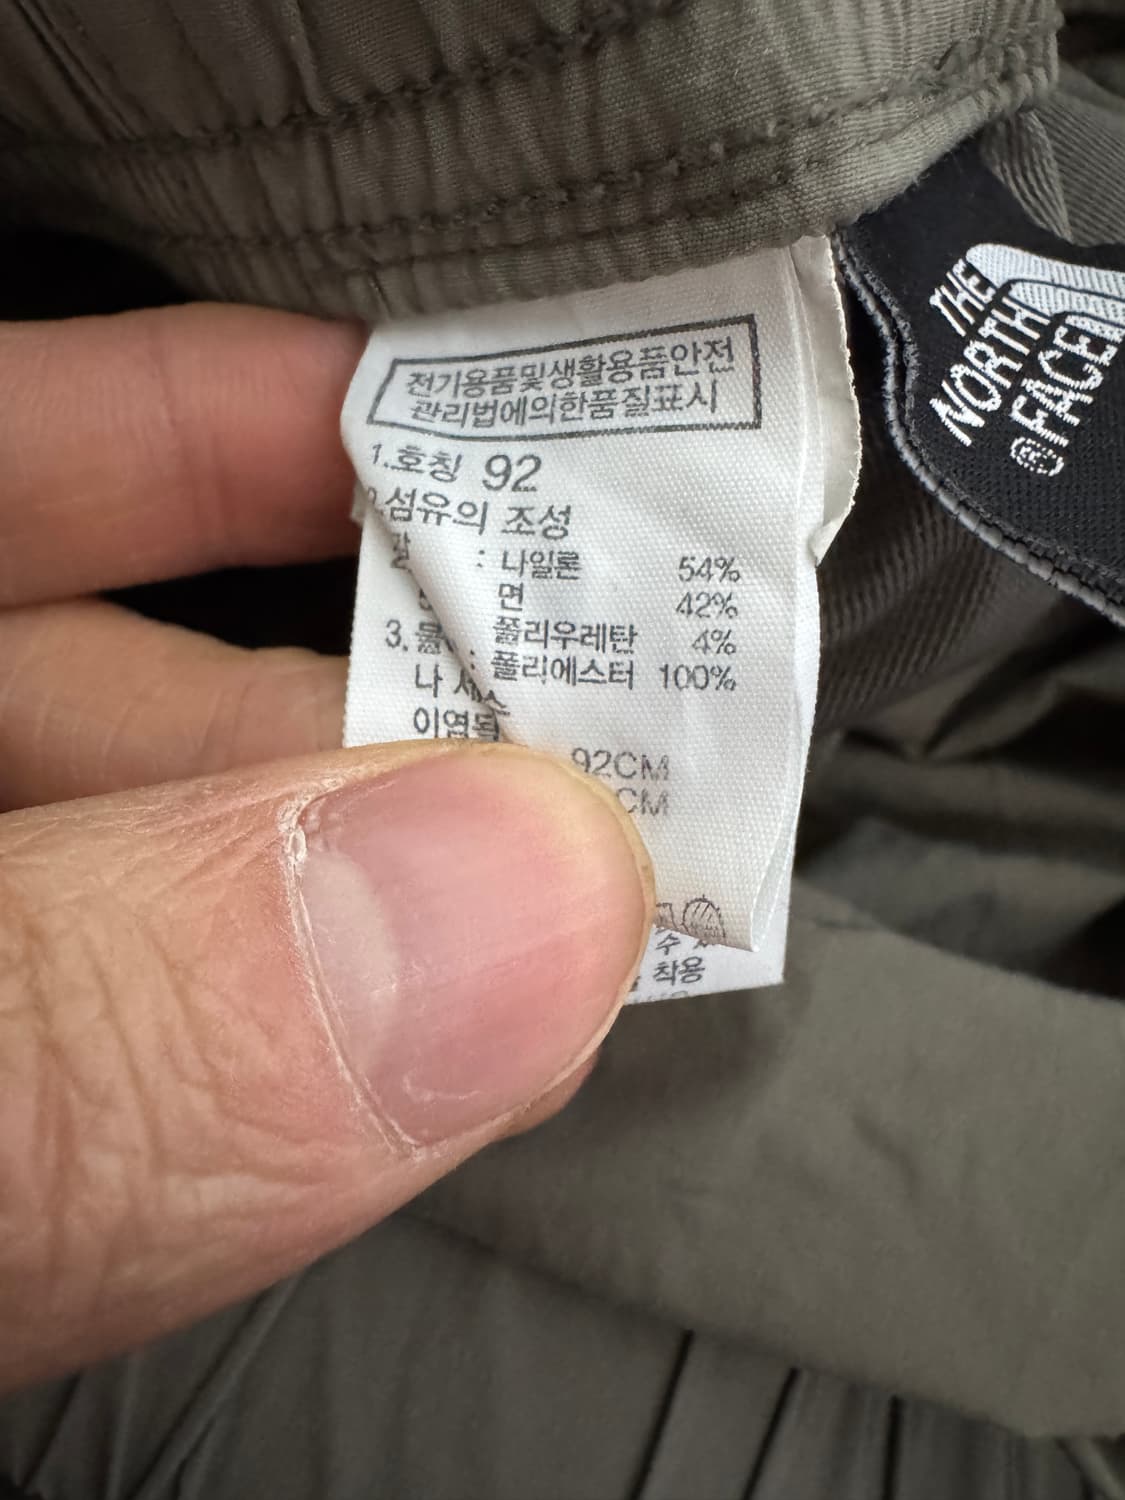 전기용품및생활용품안전
관리법에의한품질표시
1.호칭 92
섬유의 조성
: 나일론 54%
면 42%
폴리우레탄 4%
3. : 폴리에스터 100%
나
92CM
CM
수
착용
THE
NORTH
FACE
®